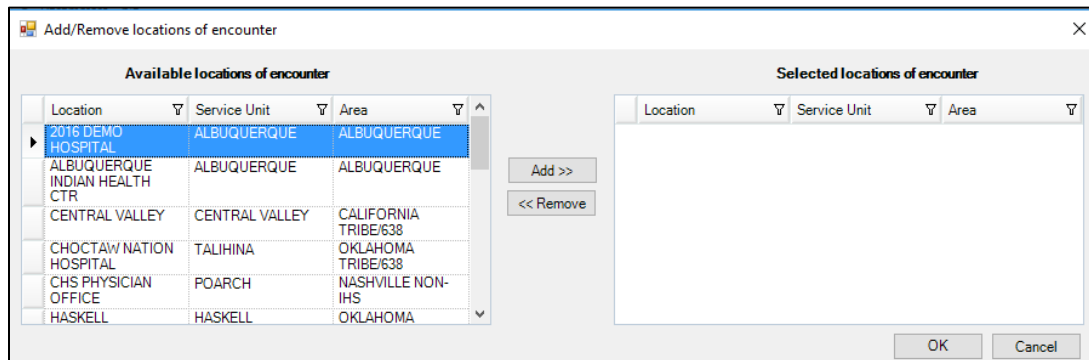 Add/Remove locations of encounter
Available locations of encounter
Selected locations of encounter
Location Service Unit Area
Location Service Unit Area
2016 DEMO ALBUQUERQUE ALBUQUERQUE
HOSPITAL
ALBUQUERQUE ALBUQUERQUE ALBUQUERQUE
INDIAN HEALTH
CTR
CENTRAL VALLEY CENTRAL VALLEY CALIFORNIA
TRIBE/638
CHOCTAW NATION TALIHINA OKLAHOMA
HOSPITAL TRIBE/638
CHS PHYSICIAN POARCH NASHVILLE NON-
OFFICE IHS
HASKELL HASKELL OKLAHOMA
Add >>
<< Remove
OK Cancel